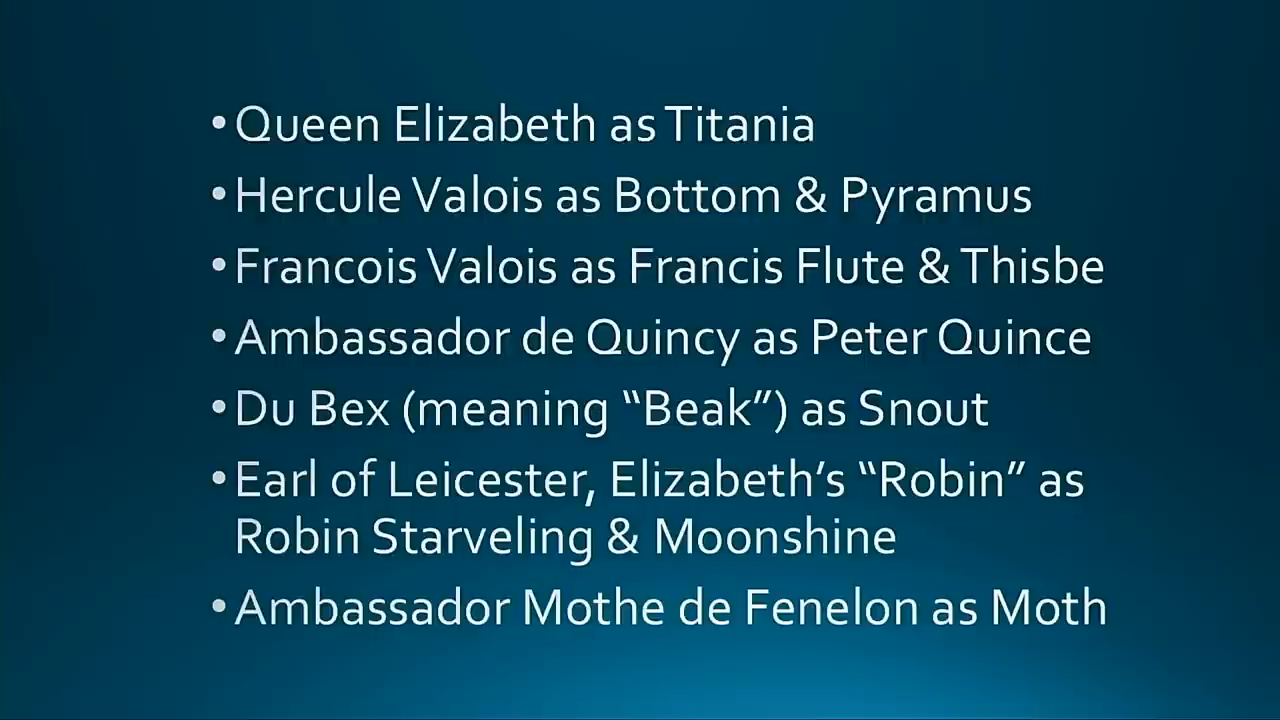 •Queen Elizabeth as Titania
•Hercule Valois as Bottom & Pyramus
•Francois Valois as Francis Flute & Thisbe
•Ambassador de Quincy as Peter Quince
•Du Bex (meaning “Beak”) as Snout
•Earl of Leicester, Elizabeth’s “Robin” as
Robin Starveling & Moonshine
•Ambassador Mothe de Fenelon as Moth